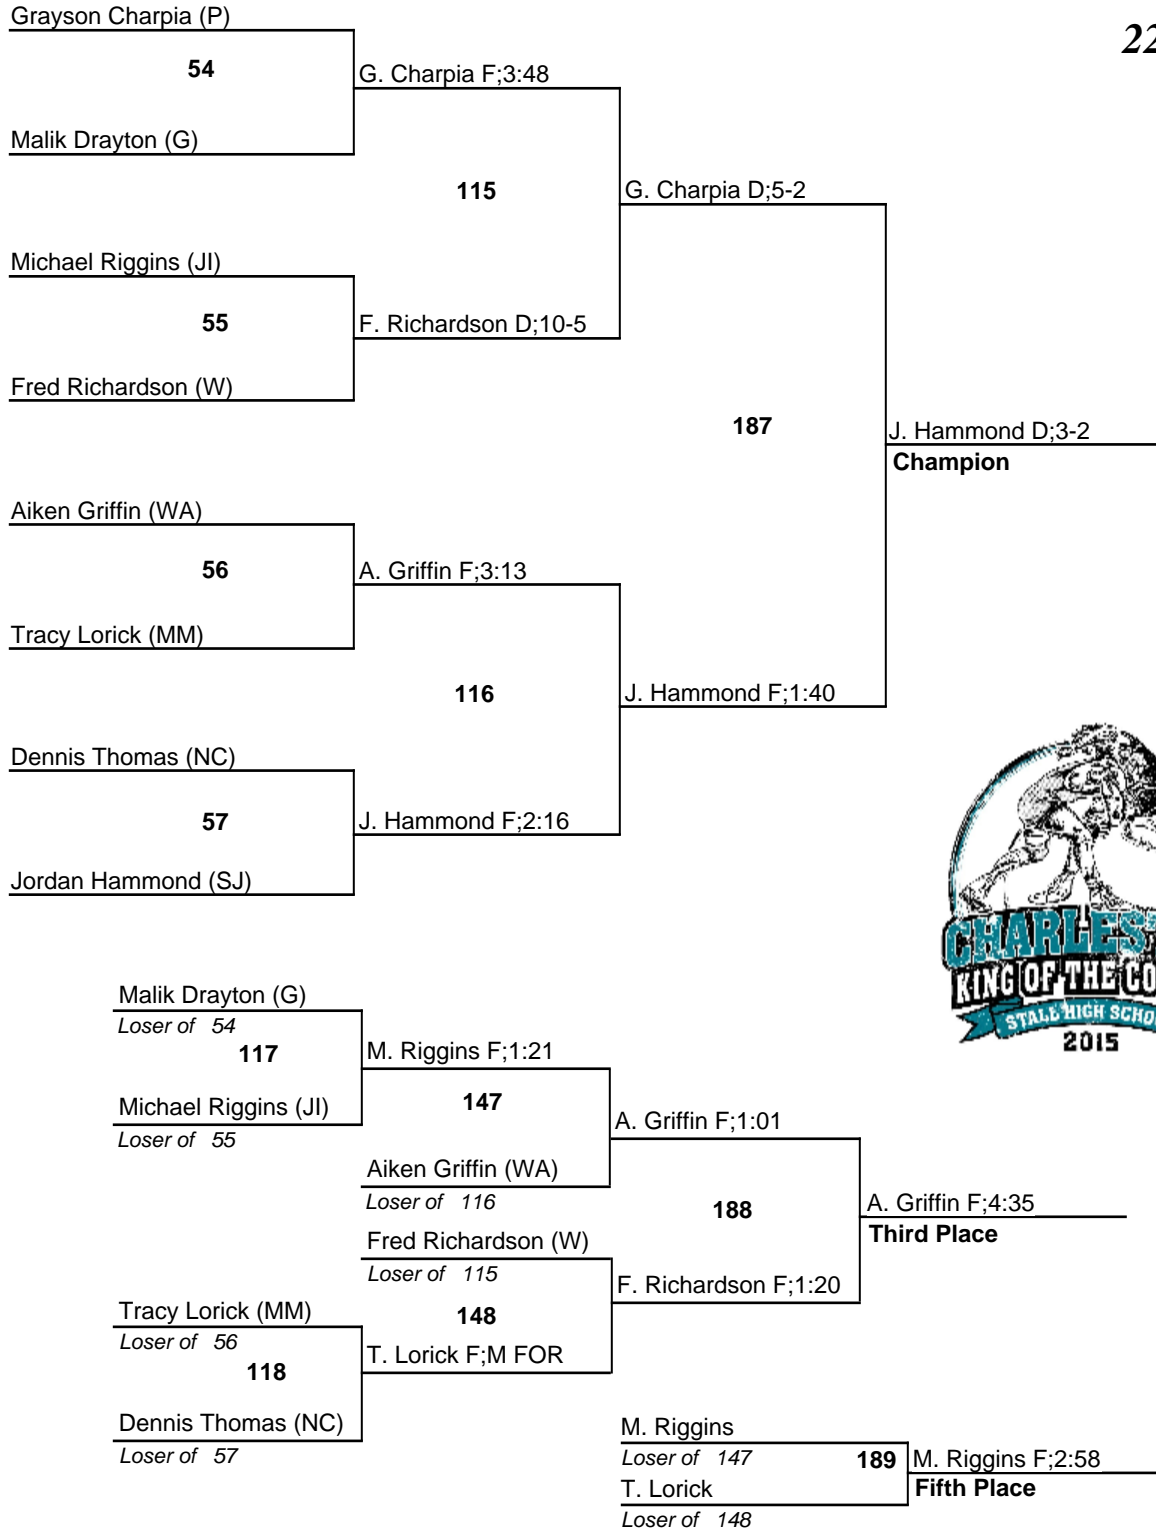 Grayson Charpia (P)
22
54
G. Charpia F;3:48
Malik Drayton (G)
115
G. Charpia D;5-2
Michael Riggins (JI)
55
F. Richardson D;10-5
Fred Richardson (W)
187
J. Hammond D;3-2
Champion
Aiken Griffin (WA)
56
A. Griffin F;3:13
Tracy Lorick (MM)
116
J. Hammond F;1:40
Dennis Thomas (NC)
57
J. Hammond F;2:16
Jordan Hammond (SJ)
CHARLES
KING OF THE CO
STALL HIGH SCHO
2015
Malik Drayton (G)
Loser of 54
117
M. Riggins F;1:21
Michael Riggins (JI)
Loser of 55
147
A. Griffin F;1:01
Aiken Griffin (WA)
Loser of 116
188
A. Griffin F;4:35
Third Place
Fred Richardson (W)
Loser of 115
F. Richardson F;1:20
Tracy Lorick (MM)
Loser of 56
148
118
T. Lorick F;M FOR
Dennis Thomas (NC)
Loser of 57
M. Riggins
Loser of 147
189
M. Riggins F;2:58
Fifth Place
T. Lorick
Loser of 148